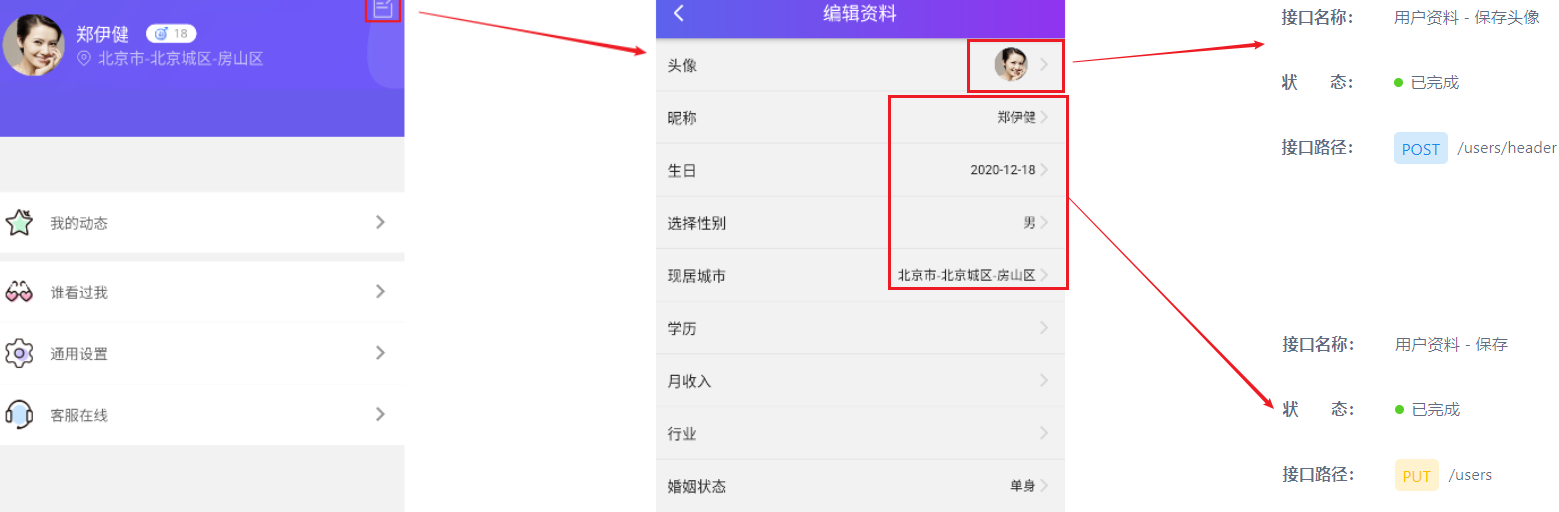 郑伊健
18
北京市-北京城区-房山区
我的动态
谁看过我
通用设置
客服在线
编辑资料
头像
昵称 郑伊健
生日 2020-12-18
选择性别 男
现居城市 北京市-北京城区-房山区
学历
月收入
行业
婚姻状态 单身
接口名称： 用户资料 - 保存头像
状 态： 已完成
接口路径： POST /users/header
接口名称： 用户资料 - 保存
状 态： 已完成
接口路径： PUT /users